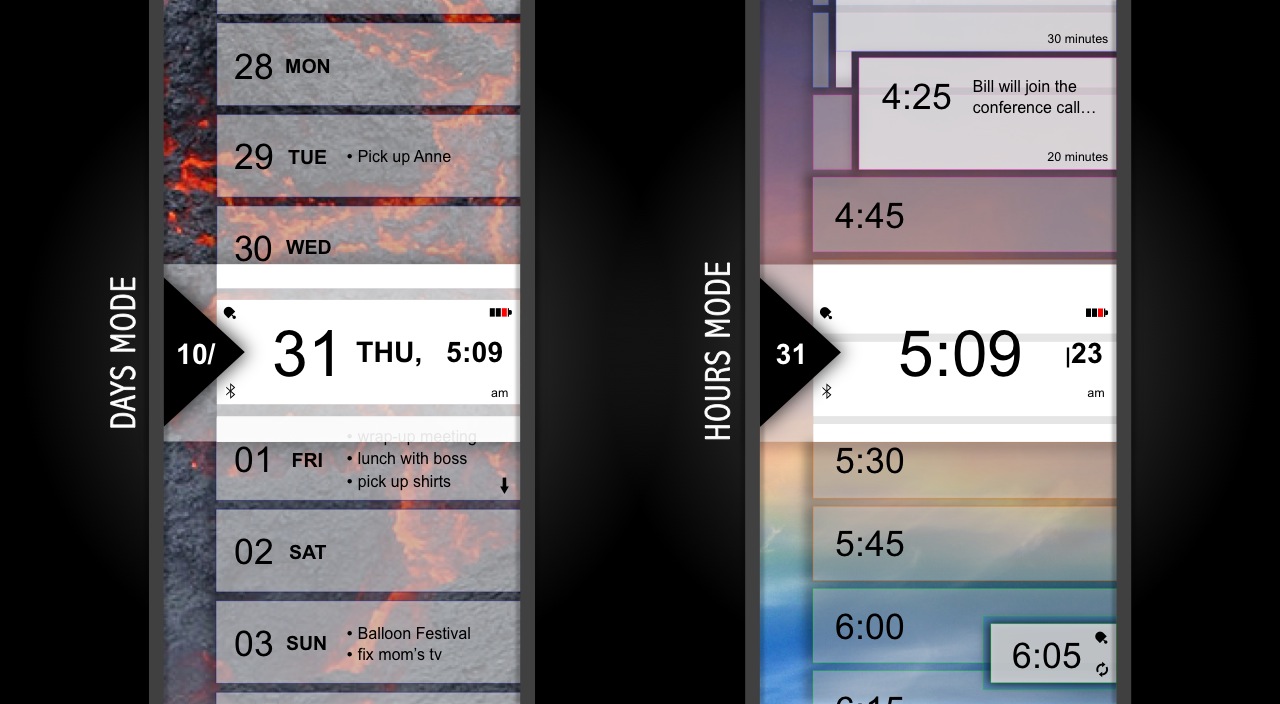 DAYS MODE
28 MON
29 TUE • Pick up Anne
30 WED
10/
31 THU, 5:09
am
• wrap-up meeting
01 FRI • lunch with boss
• pick up shirts
02 SAT
03 SUN • Balloon Festival
• fix mom's tv
HOURS MODE
30 minutes
4:25 Bill will join the
conference call...
20 minutes
4:45
31
5:09 |23
am
5:30
5:45
6:00
6:05
6:15